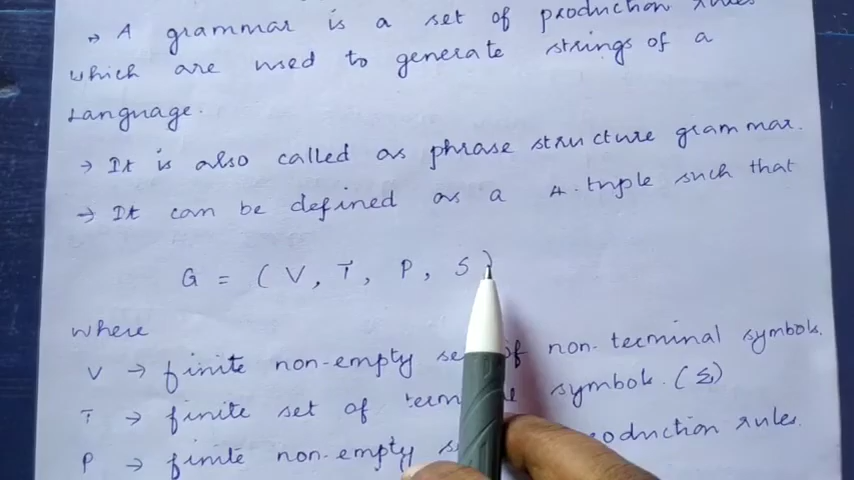 → A grammar is a set of production rules
which are used to generate strings of a
Language.
→ It is also called as phrase structure grammar.
→ It can be defined as a 4-tuple such that
G = (V, T, P, S)
where
V → finite non-empty set of non-terminal symbols.
T → finite set of symbols. (Σ)
P → finite non-empty production rules.